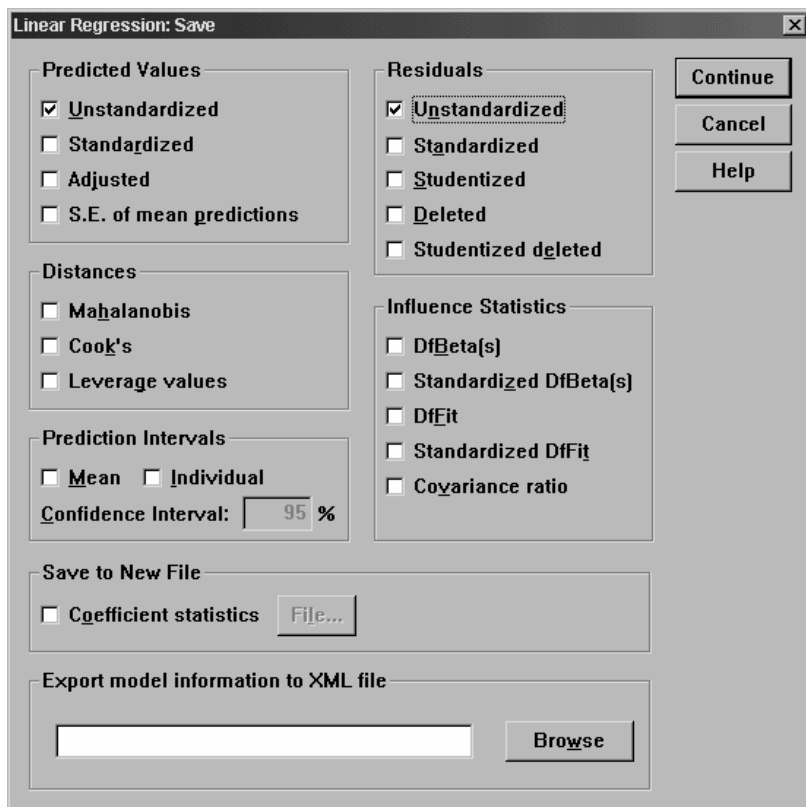 Linear Regression: Save
Predicted Values
Unstandardized
Standardized
Adjusted
S.E. of mean predictions
Distances
Mahalanobis
Cook's
Leverage values
Prediction Intervals
Mean Individual
Confidence Interval: 95 %
Residuals
Unstandardized
Standardized
Studentized
Deleted
Studentized deleted
Influence Statistics
DfBeta(s)
Standardized DfBeta(s)
DfFit
Standardized DfFit
Covariance ratio
Continue
Cancel
Help
Save to New File
Coefficient statistics File...
Export model information to XML file
Browse